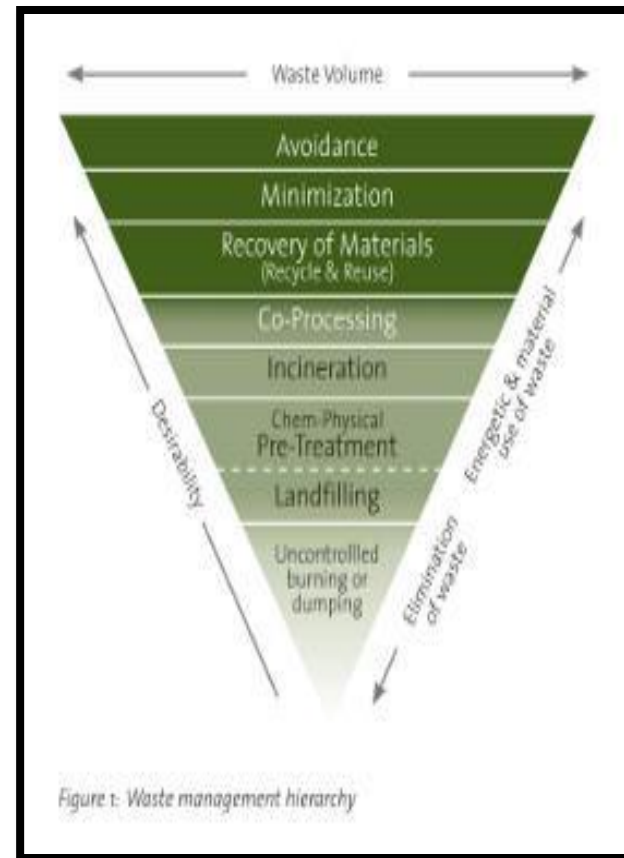 Waste Volume
Avoidance
Minimization
Recovery of Materials
(Recycle & Reuse)
Co-Processing
Incineration
Chem-Physical
Pre-Treatment
Landfilling
Uncontrollled
burning or
dumping
Desirability
Energetic & material
use of waste
Elimination
of waste
Figure 1: Waste management hierarchy